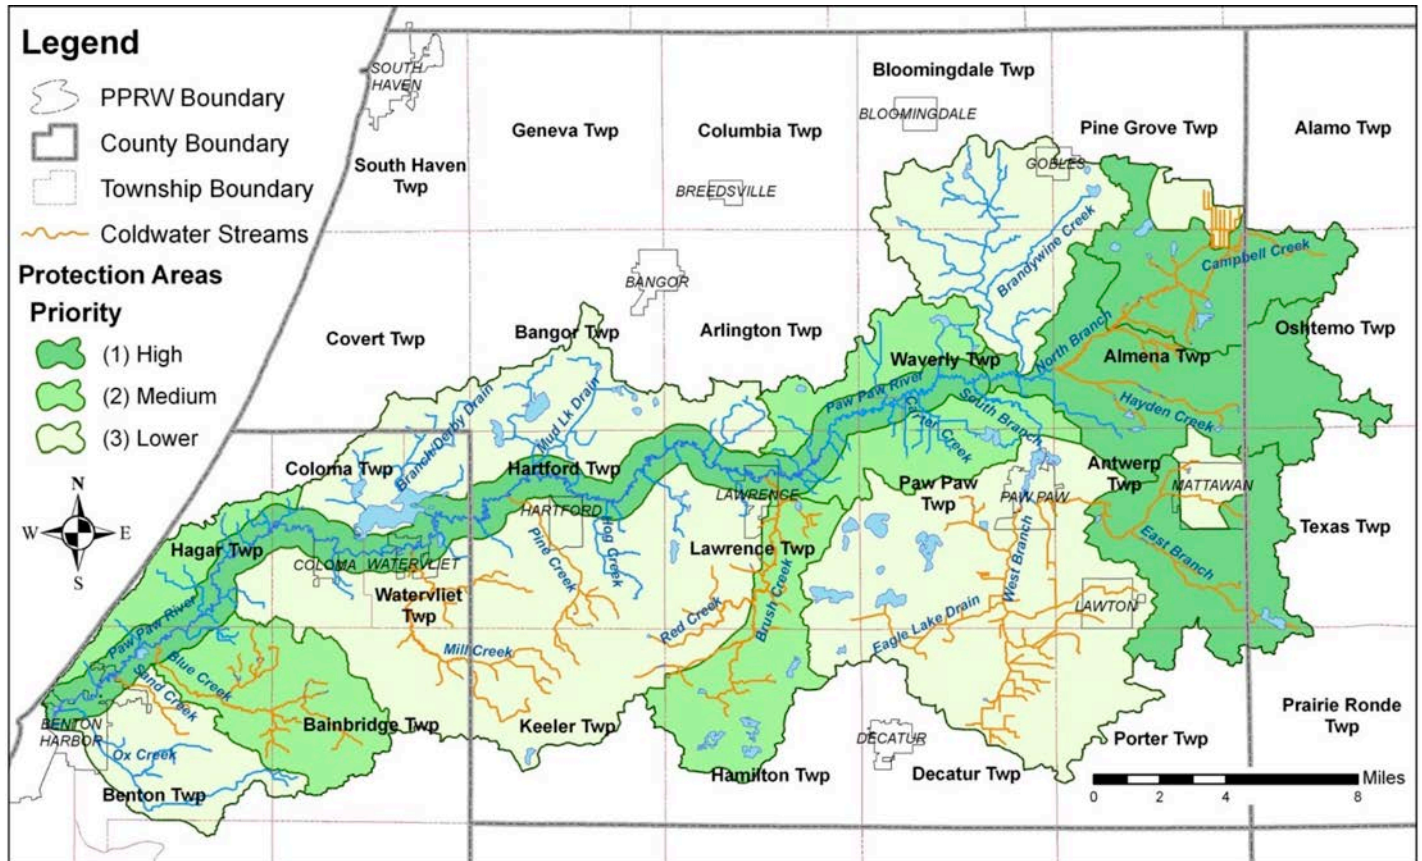 Legend
PPRW Boundary
County Boundary
Township Boundary
Coldwater Streams
Protection Areas
Priority
(1) High
(2) Medium
(3) Lower
N
W
E
S
SOUTH
HAVEN
South Haven
Twp
Geneva Twp
Columbia Twp
Bloomingdale Twp
BLOOMINGDALE
Pine Grove Twp
Alamo Twp
GOBLES
BREEDSVILLE
BANGOR
Covert Twp
Bangor Twp
Arlington Twp
Waverly Twp
Brandywine Creek
Campbell Creek
North Branch
Almena Twp
Oshtemo Twp
Hayden Creek
Paw Paw River
Carter Creek
South Branch
Branch/Derby Drain
Mud Lk Drain
Coloma Twp
Hartford Twp
LAWRENCE
Paw Paw
Twp
PAW PAW
Antwerp
Twp
MATTAWAN
Texas Twp
East Branch
Hagar Twp
COLOMA
WATERVLIET
HARTFORD
Hog Creek
Pine Creek
Lawrence Twp
West Branch
LAWTON
Watervliet
Twp
Red Creek
Brush Creek
Eagle Lake Drain
Mill Creek
Paw Paw River
Blue Creek
Sand Creek
BENTON
HARBOR
Bainbridge Twp
Keeler Twp
Ox Creek
Benton Twp
Hamilton Twp
DECATUR
Decatur Twp
Porter Twp
Prairie Ronde
Twp
Miles
0 2 4 8